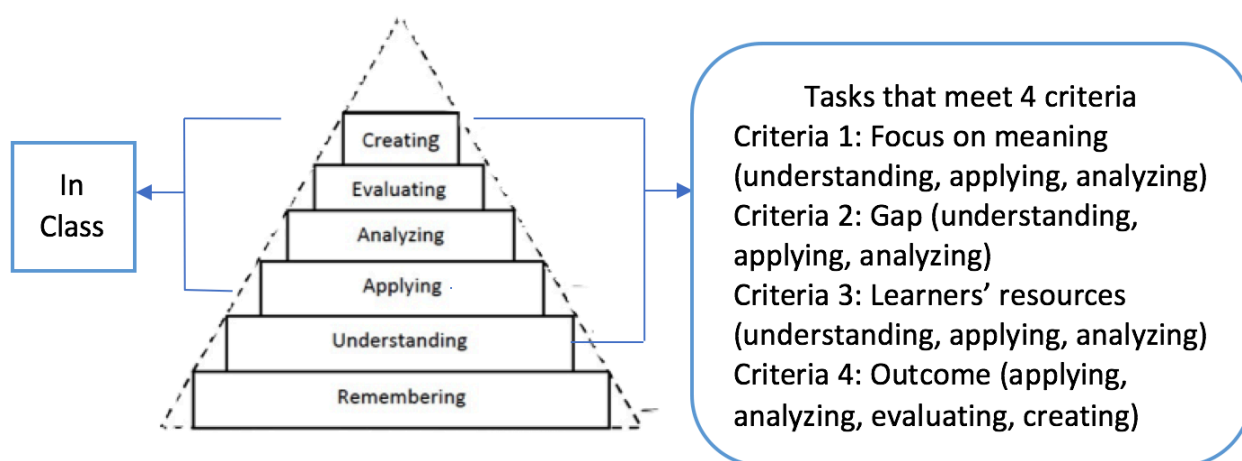 In
Class
Creating
Evaluating
Analyzing
Applying
Understanding
Remembering
Tasks that meet 4 criteria
Criteria 1: Focus on meaning
(understanding, applying, analyzing)
Criteria 2: Gap (understanding,
applying, analyzing)
Criteria 3: Learners’ resources
(understanding, applying, analyzing)
Criteria 4: Outcome (applying,
analyzing, evaluating, creating)